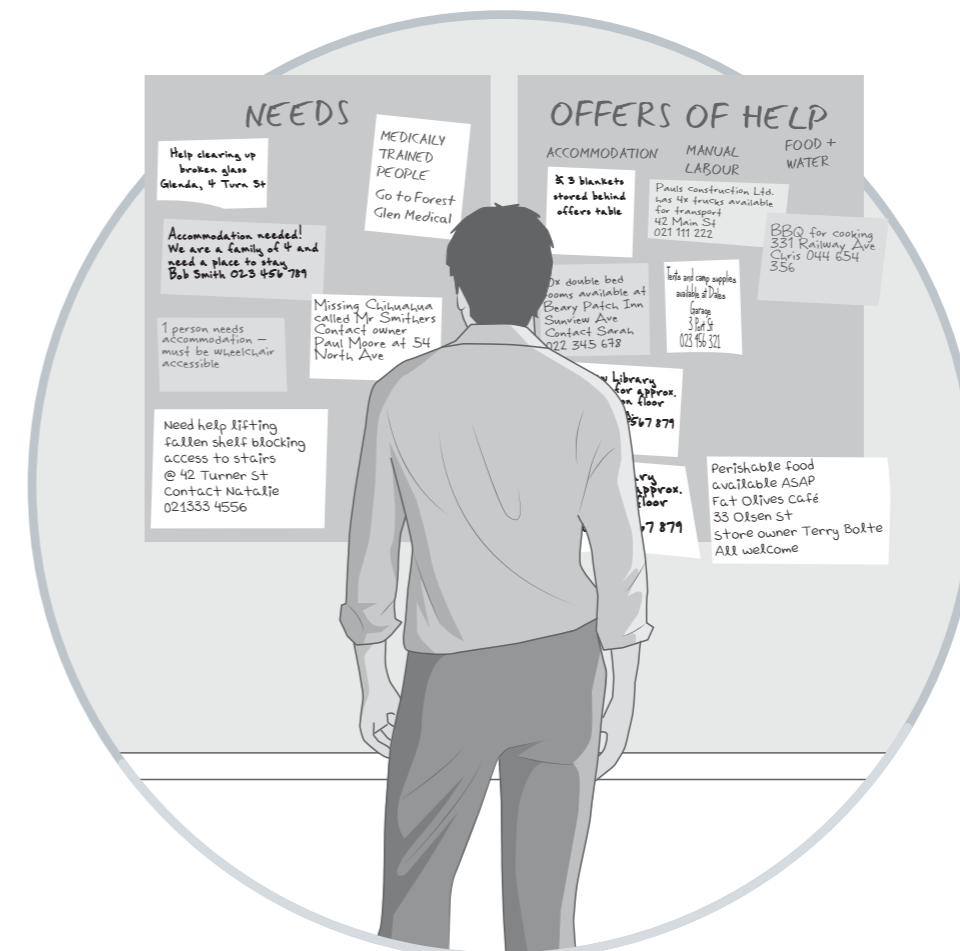 NEEDS
Help clearing up
broken glass
Glenda, 4 Turn St
MEDICAILY
TRAINED
PEOPLE
Go to Forest
Glen Medical
Accommodation needed!
We are a family of 4 and
need a place to stay
Bob Smith 023 456 789
Missing Chihuahua
called Mr Smithers
Contact owner
Paul Moore at 54
North Ave
1 person needs
accommodation –
must be wheelchair
accessible
Need help lifting
fallen shelf blocking
access to stairs
@ 42 Turner St
Contact Natalie
021333 4556
OFFERS OF HELP
ACCOMMODATION
MANUAL
LABOUR
FOOD +
WATER
3 blankets
stored behind
offers table
Pauls Construction Ltd.
has 4x trucks available
for transport
42 Main St
021 111 222
BBQ for cooking
331 Railway Ave
Chris 044 654
356
double bed
available at
Beary Patch Inn
Sunview Ave
Contact Sarah
022 345 678
Tents and camp supplies
available at Dales
Garage
3 Port St
023 456 321
Library
for approx.
on floor
567 879
approx.
floor
67 879
Perishable food
available ASAP
Fat Olives Café
33 Olsen St
Store owner Terry Bolte
All welcome